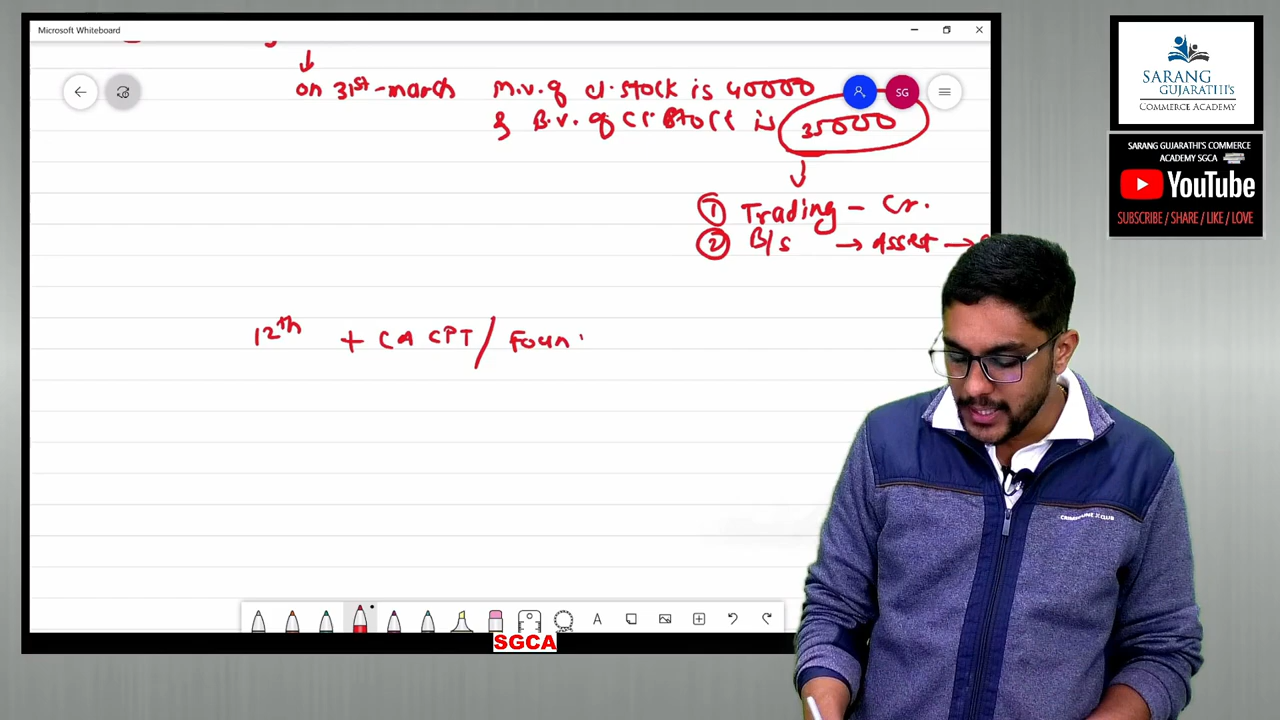 Microsoft Whiteboard
on 31st-march M.V. of cl. stock is 40000
& B.V. of cl. stock is 35000
① Trading - Cr.
② B/S → Asset →
12th + CA CPT / Foun
SG
A
SGCA
SARANG
GUJARATHI'S
COMMERCE ACADEMY
SARANG GUJARATHI'S COMMERCE
ACADEMY SGCA
YouTube
SUBSCRIBE / SHARE / LIKE / LOVE